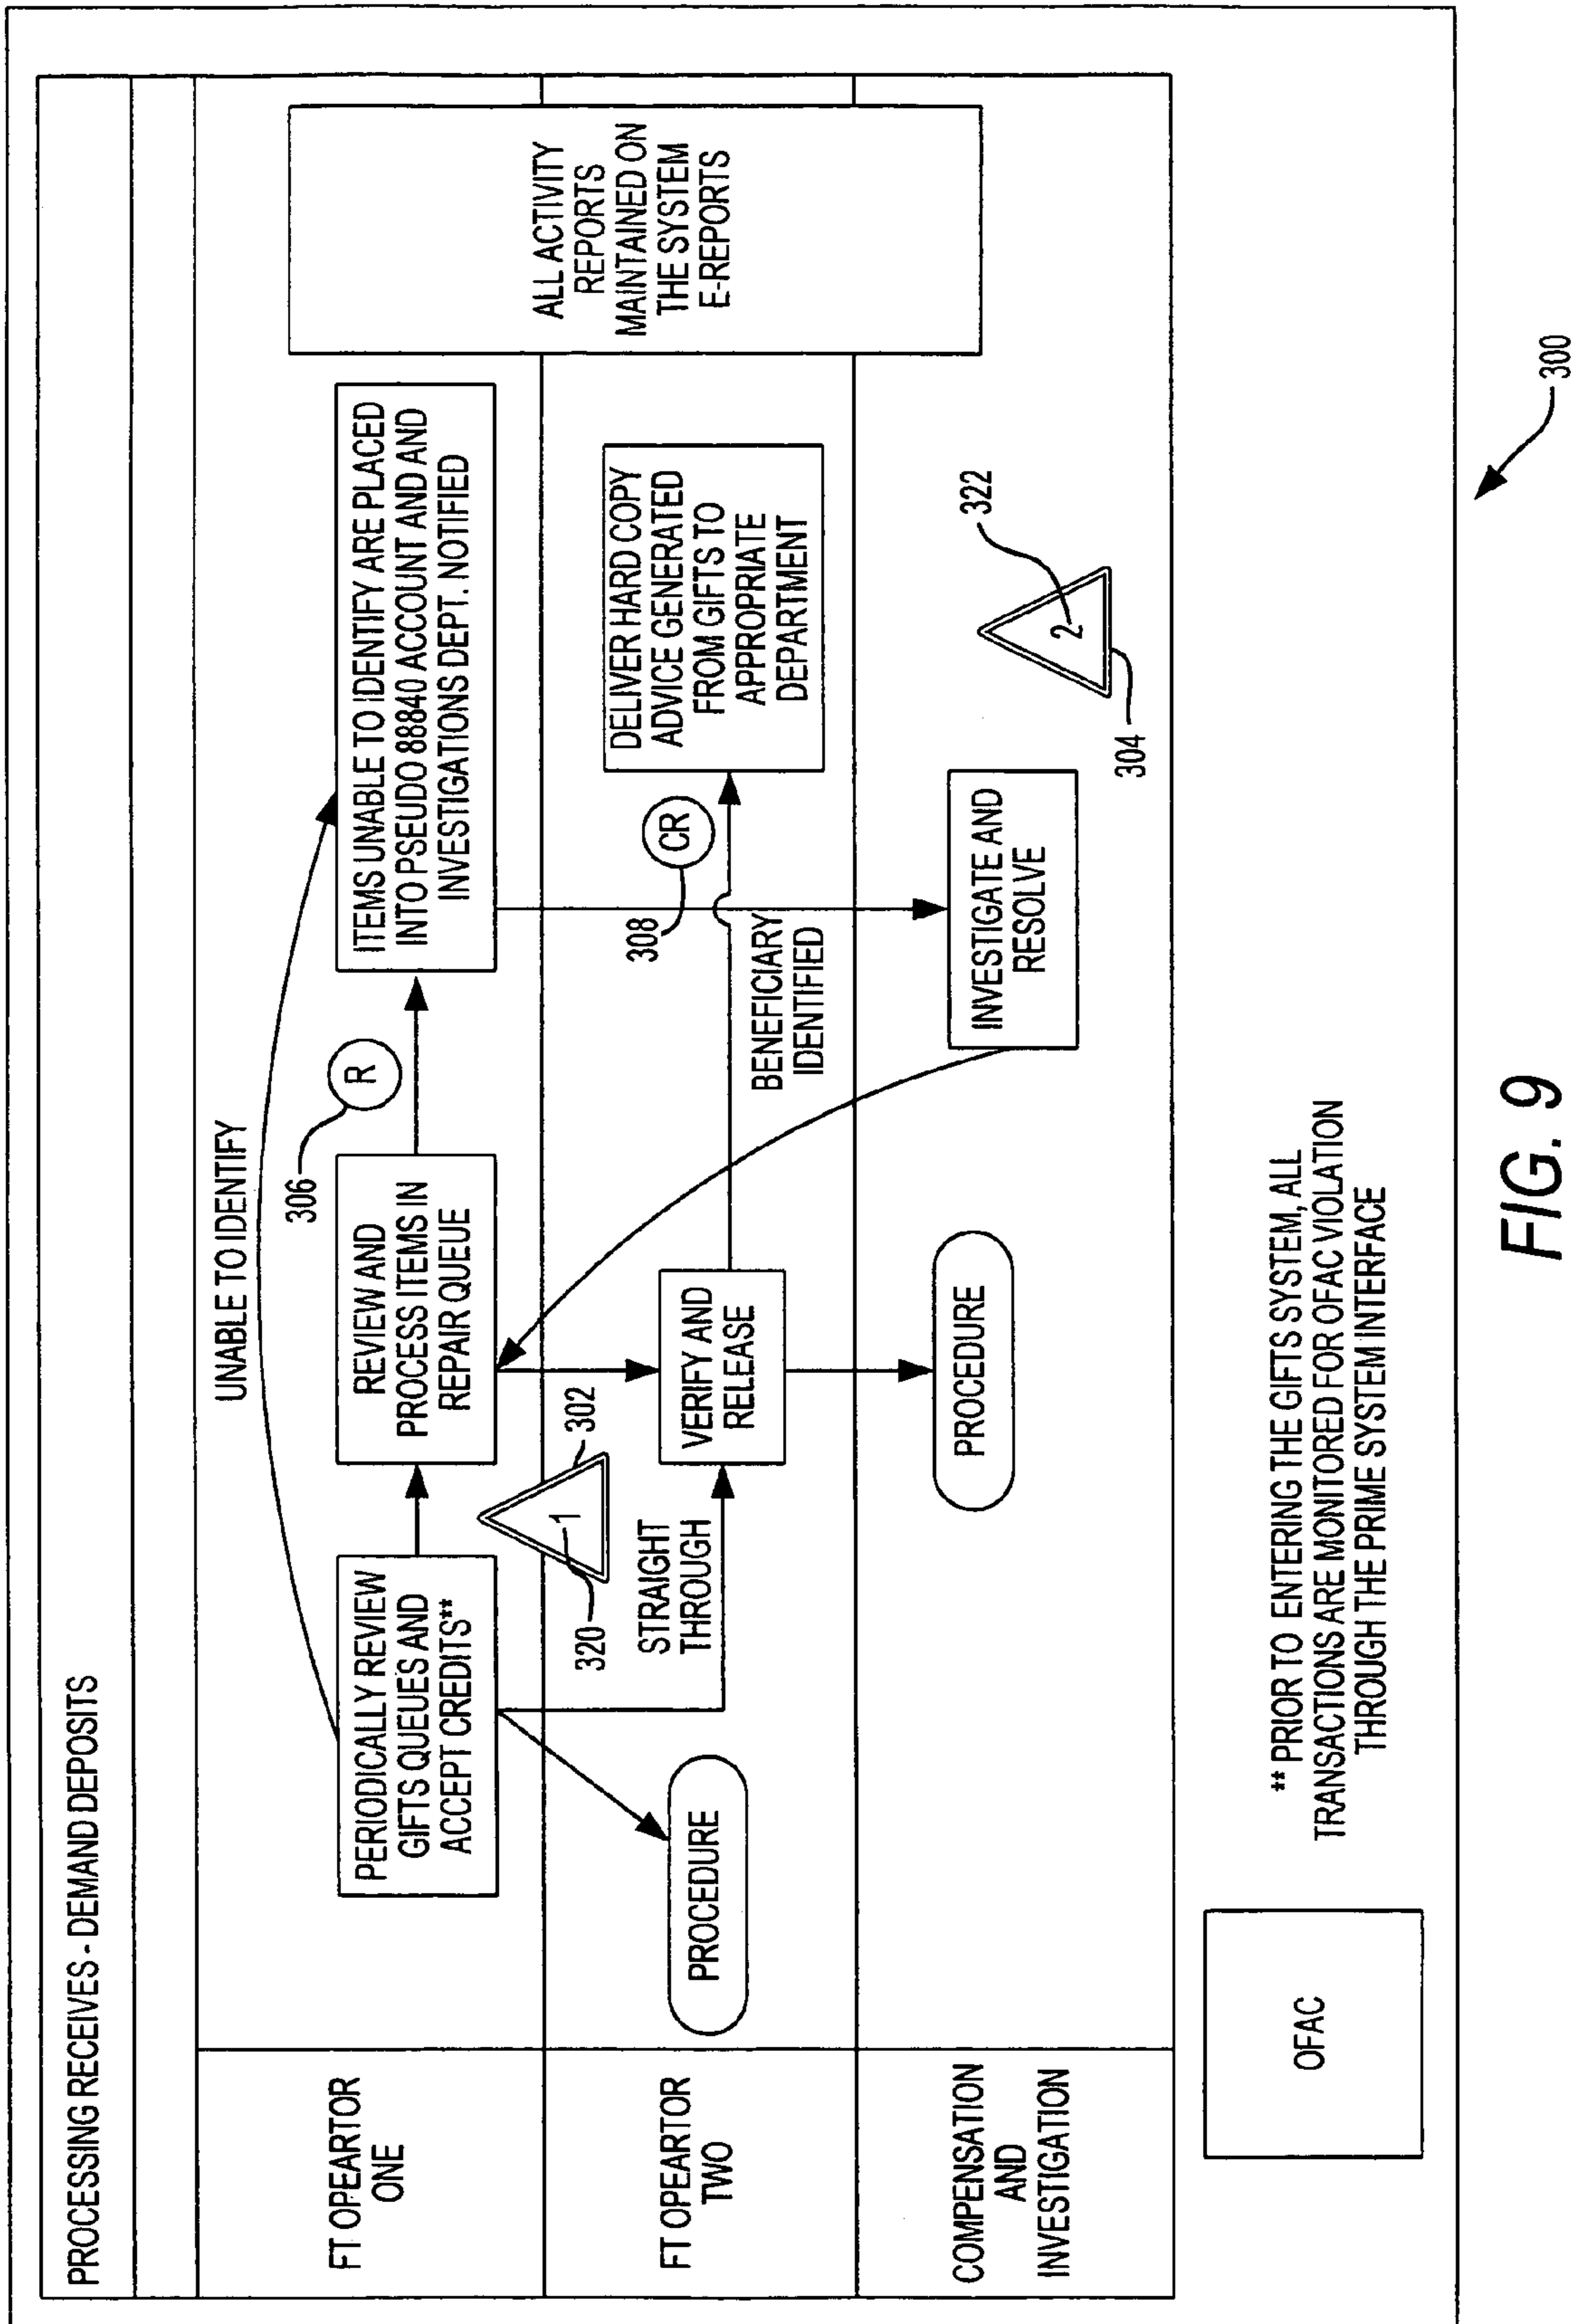 PROCESSING RECEIVES - DEMAND DEPOSITS
FT OPEARTOR
ONE
UNABLE TO IDENTIFY
PERIODICALLY REVIEW
GIFTS QUEUES AND
ACCEPT CREDITS**
REVIEW AND
PROCESS ITEMS IN
REPAIR QUEUE
306
R
ITEMS UNABLE TO IDENTIFY ARE PLACED
INTO PSEUDO 88840 ACCOUNT AND AND
INVESTIGATIONS DEPT. NOTIFIED
ALL ACTIVITY
REPORTS
MAINTAINED ON
THE SYSTEM
E-REPORTS
FT OPEARTOR
TWO
PROCEDURE
320
1
302
STRAIGHT
THROUGH
VERIFY AND
RELEASE
308
CR
BENEFICIARY
IDENTIFIED
DELIVER HARD COPY
ADVICE GENERATED
FROM GIFTS TO
APPROPRIATE
DEPARTMENT
COMPENSATION
AND
INVESTIGATION
PROCEDURE
INVESTIGATE AND
RESOLVE
322
2
304
OFAC
** PRIOR TO ENTERING THE GIFTS SYSTEM, ALL
TRANSACTIONS ARE MONITORED FOR OFAC VIOLATION
THROUGH THE PRIME SYSTEM INTERFACE
300
FIG. 9